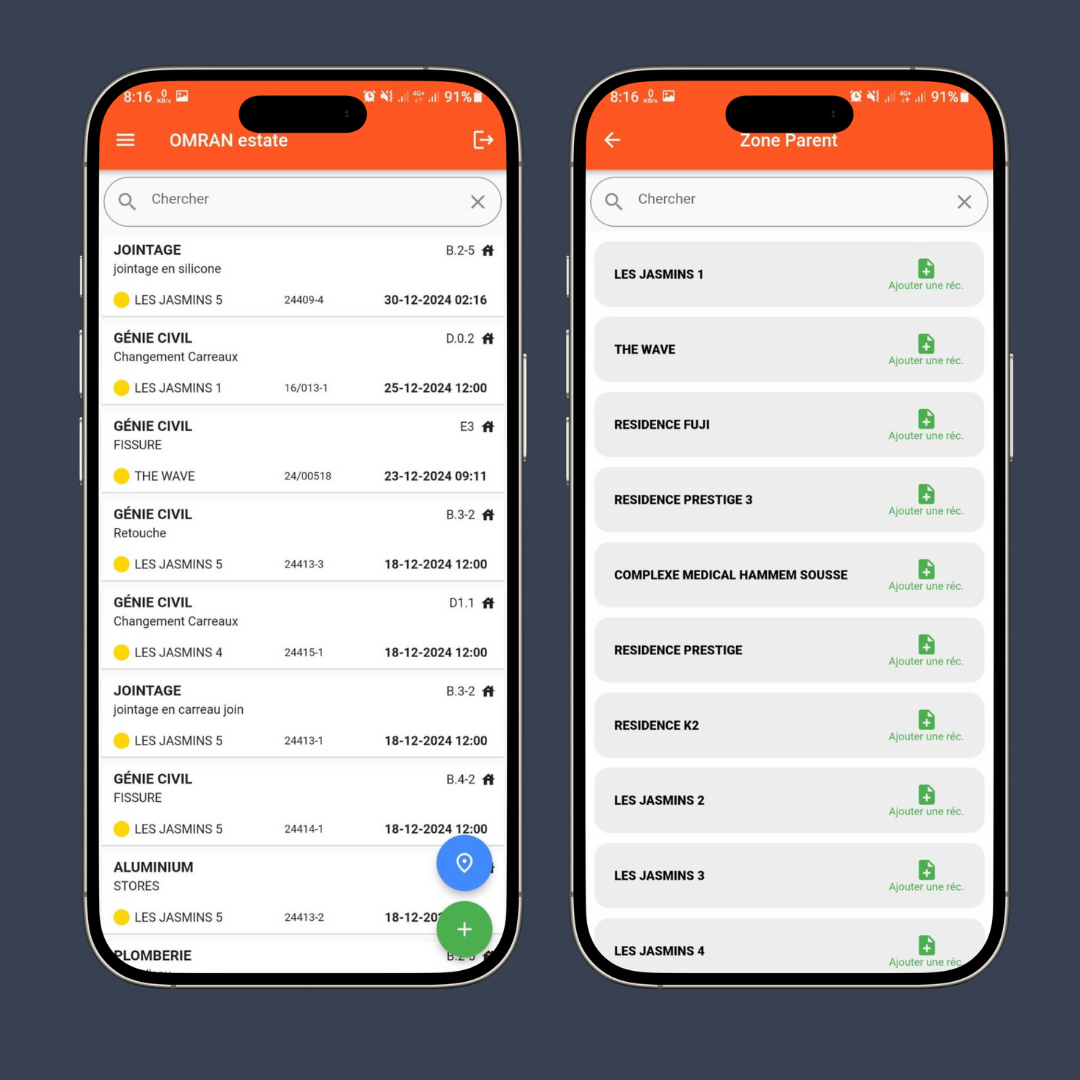 8:16 0 KB/s 4G+ 91%
OMRAN estate
Chercher
JOINTAGE B.2-5
jointage en silicone
LES JASMINS 5 24409-4 30-12-2024 02:16
GÉNIE CIVIL D.0.2
Changement Carreaux
LES JASMINS 1 16/013-1 25-12-2024 12:00
GÉNIE CIVIL E3
FISSURE
THE WAVE 24/00518 23-12-2024 09:11
GÉNIE CIVIL B.3-2
Retouche
LES JASMINS 5 24413-3 18-12-2024 12:00
GÉNIE CIVIL D1.1
Changement Carreaux
LES JASMINS 4 24415-1 18-12-2024 12:00
JOINTAGE B.3-2
jointage en carreau join
LES JASMINS 5 24413-1 18-12-2024 12:00
GÉNIE CIVIL B.4-2
FISSURE
LES JASMINS 5 24414-1 18-12-2024 12:00
ALUMINIUM
STORES
LES JASMINS 5 24413-2 18-12-20
PLOMBERIE
8:16 0 KB/s 4G+ 91%
Zone Parent
Chercher
LES JASMINS 1
Ajouter une réc.
THE WAVE
Ajouter une réc.
RESIDENCE FUJI
Ajouter une réc.
RESIDENCE PRESTIGE 3
Ajouter une réc.
COMPLEXE MEDICAL HAMMEM SOUSSE
Ajouter une réc.
RESIDENCE PRESTIGE
Ajouter une réc.
RESIDENCE K2
Ajouter une réc.
LES JASMINS 2
Ajouter une réc.
LES JASMINS 3
Ajouter une réc.
LES JASMINS 4
Ajouter une réc.